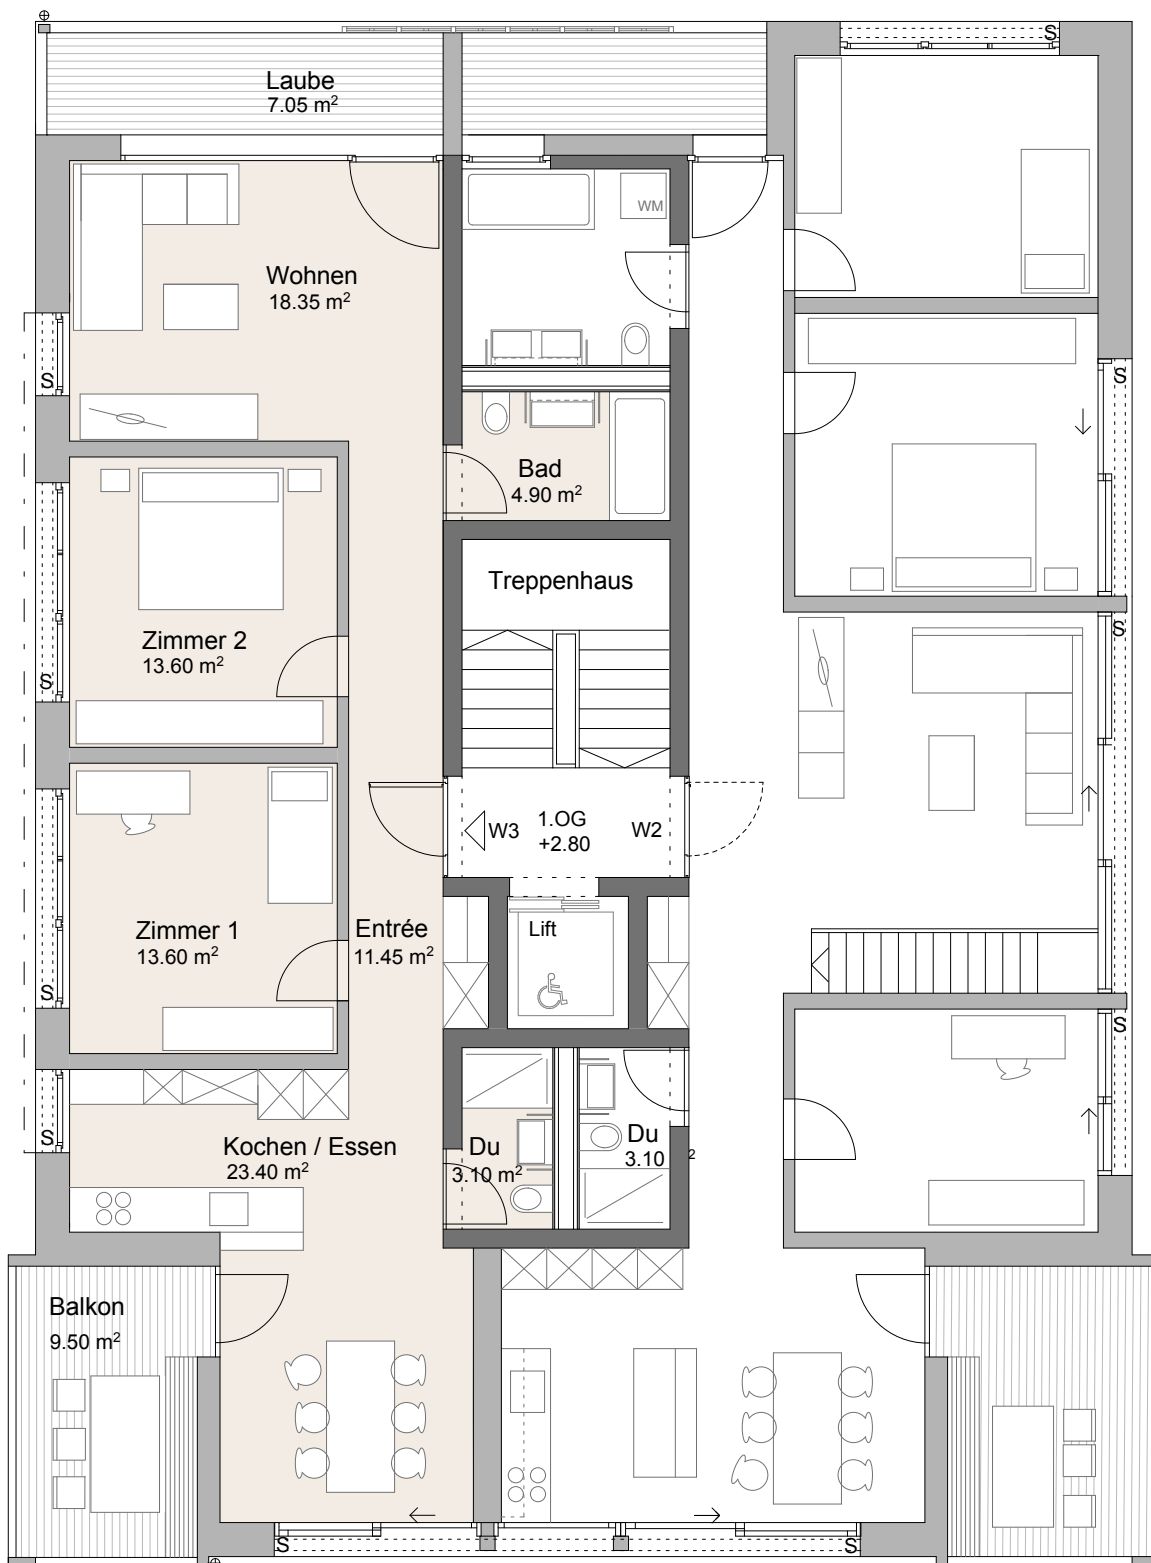 S
Laube
7.05 m²
WM
Wohnen
18.35 m²
S
S
Bad
4.90 m²
Treppenhaus
S
Zimmer 2
13.60 m²
S
W3
1.OG
+2.80
W2
Zimmer 1
13.60 m²
Entrée
11.45 m²
Lift
S
S
S
Kochen / Essen
23.40 m²
Du
3.10 m²
Du
3.10 2
Balkon
9.50 m²
S
S